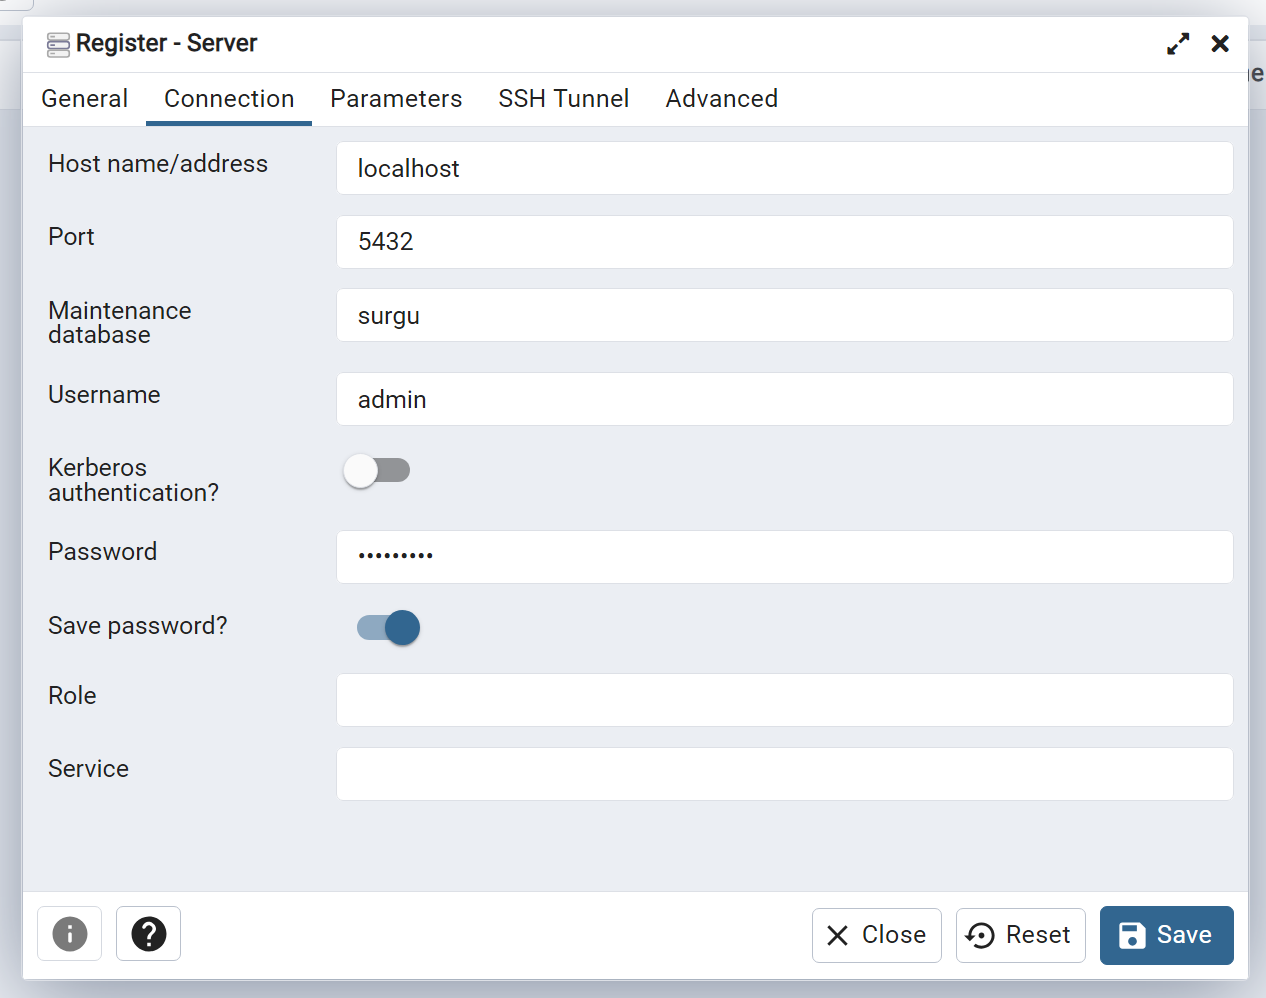 Register - Server
General Connection Parameters SSH Tunnel Advanced
Host name/address localhost
Port 5432
Maintenance
database surgu
Username admin
Kerberos
authentication?
Password •••••••••
Save password?
Role
Service
Close Reset Save